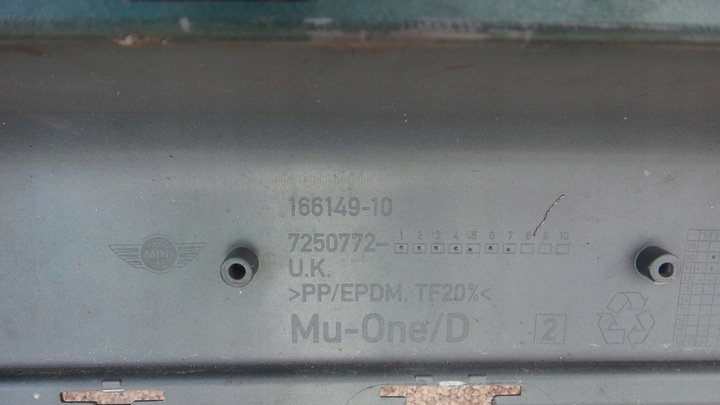 166149-10
1 2 3 4 5 6 7 8 9 10
7250772-
U.K.
>PP/EPDM, TF20%<
Mu-One/D
2
MINI